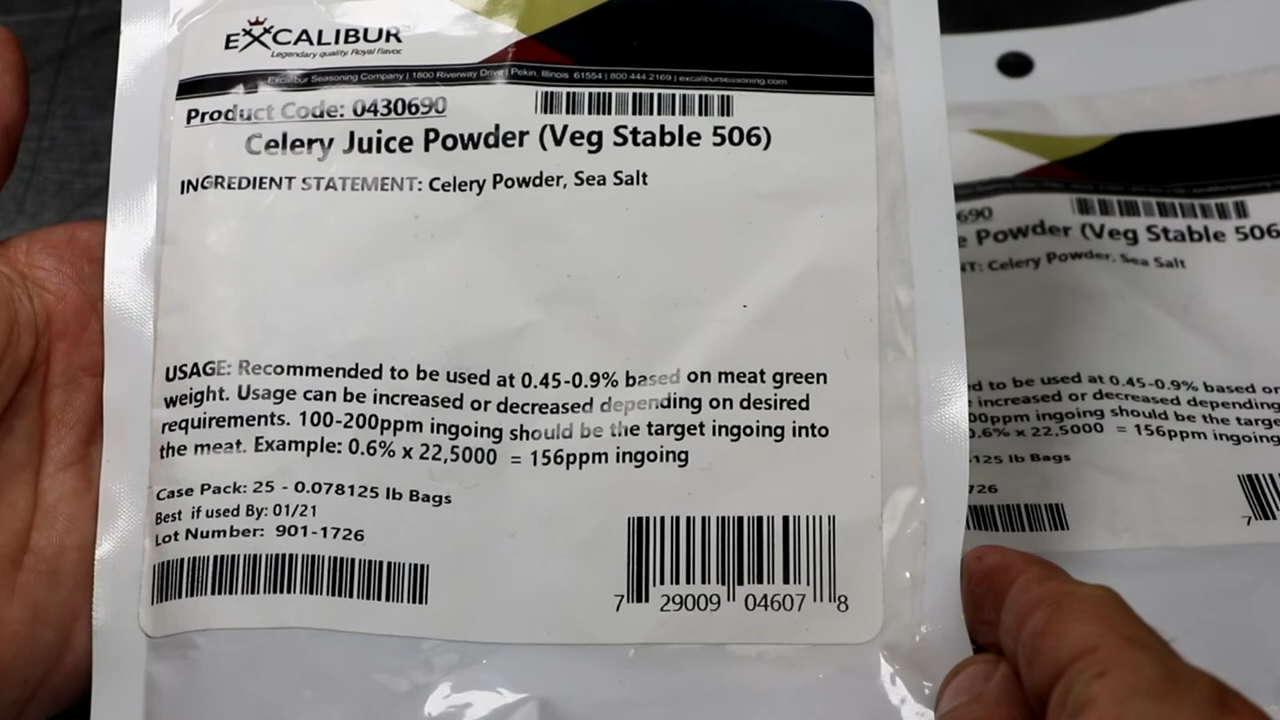 EXCALIBUR
Legendary quality. Royal flavor.
Excalibur Seasoning Company | 1800 Riverway Drive | Pekin, Illinois 61554 | 800.444.2169 | excaliburseasoning.com
Product Code: 0430690
Celery Juice Powder (Veg Stable 506)
INGREDIENT STATEMENT: Celery Powder, Sea Salt
USAGE: Recommended to be used at 0.45-0.9% based on meat green
weight. Usage can be increased or decreased depending on desired
requirements. 100-200ppm ingoing should be the target ingoing into
the meat. Example: 0.6% x 22,5000 = 156ppm ingoing
Case Pack: 25 - 0.078125 lb Bags
Best if used By: 01/21
Lot Number: 901-1726
7 29009 04607 8
690
e Powder (Veg Stable 506
NT: Celery Powder, Sea Salt
ed to be used at 0.45-0.9% based on
increased or decreased depending
00ppm ingoing should be the targe
0.6% x 22,5000 = 156ppm ingoing
125 lb Bags
726
7